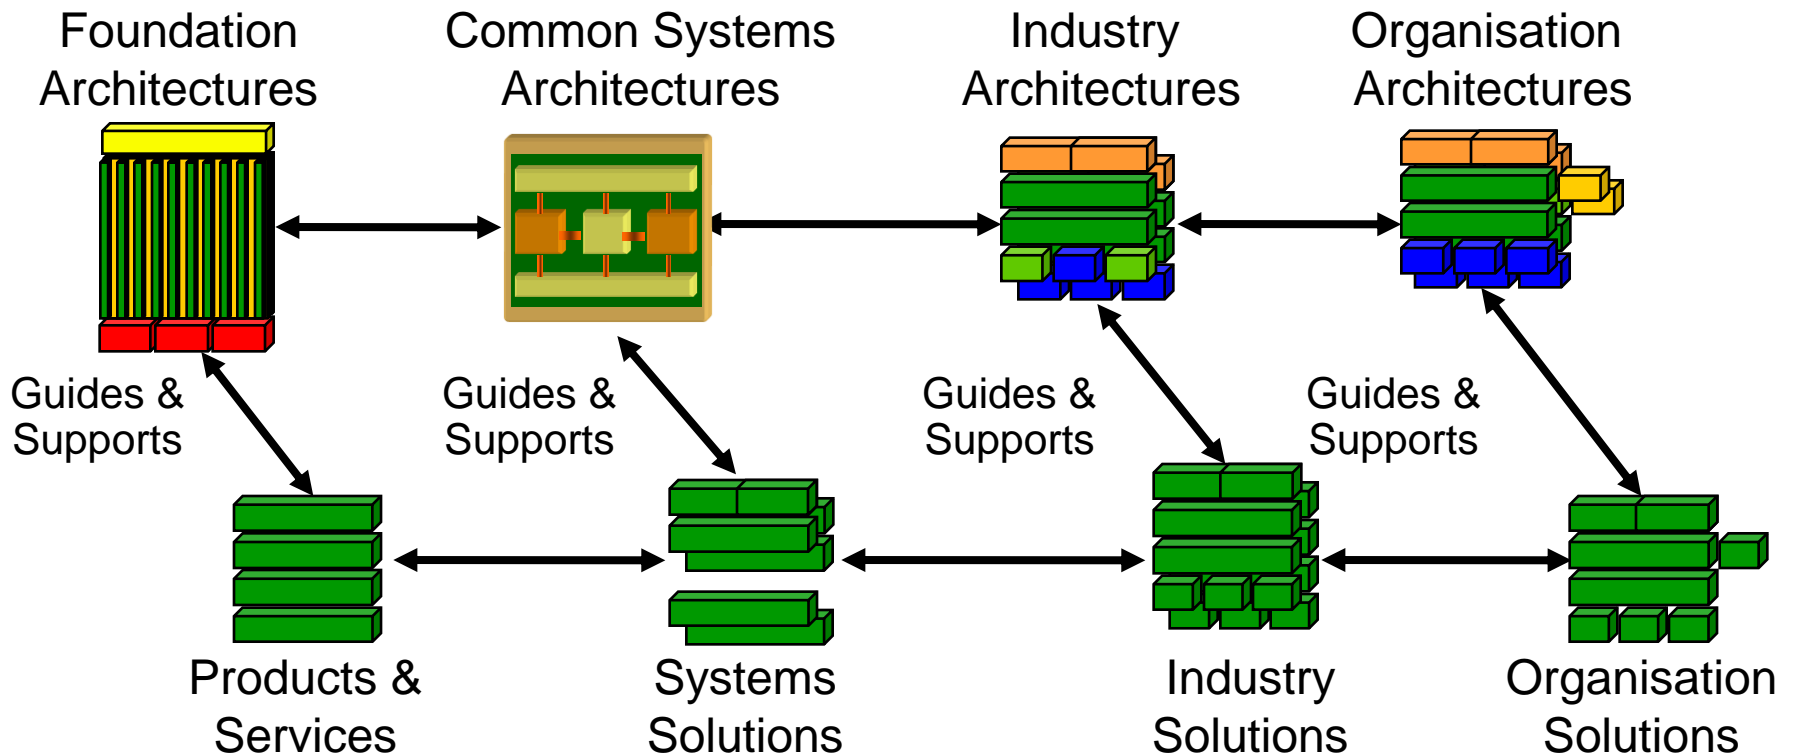 Foundation
Architectures
Common Systems
Architectures
Industry
Architectures
Organisation
Architectures
Guides &
Supports
Guides &
Supports
Guides &
Supports
Guides &
Supports
Products &
Services
Systems
Solutions
Industry
Solutions
Organisation
Solutions